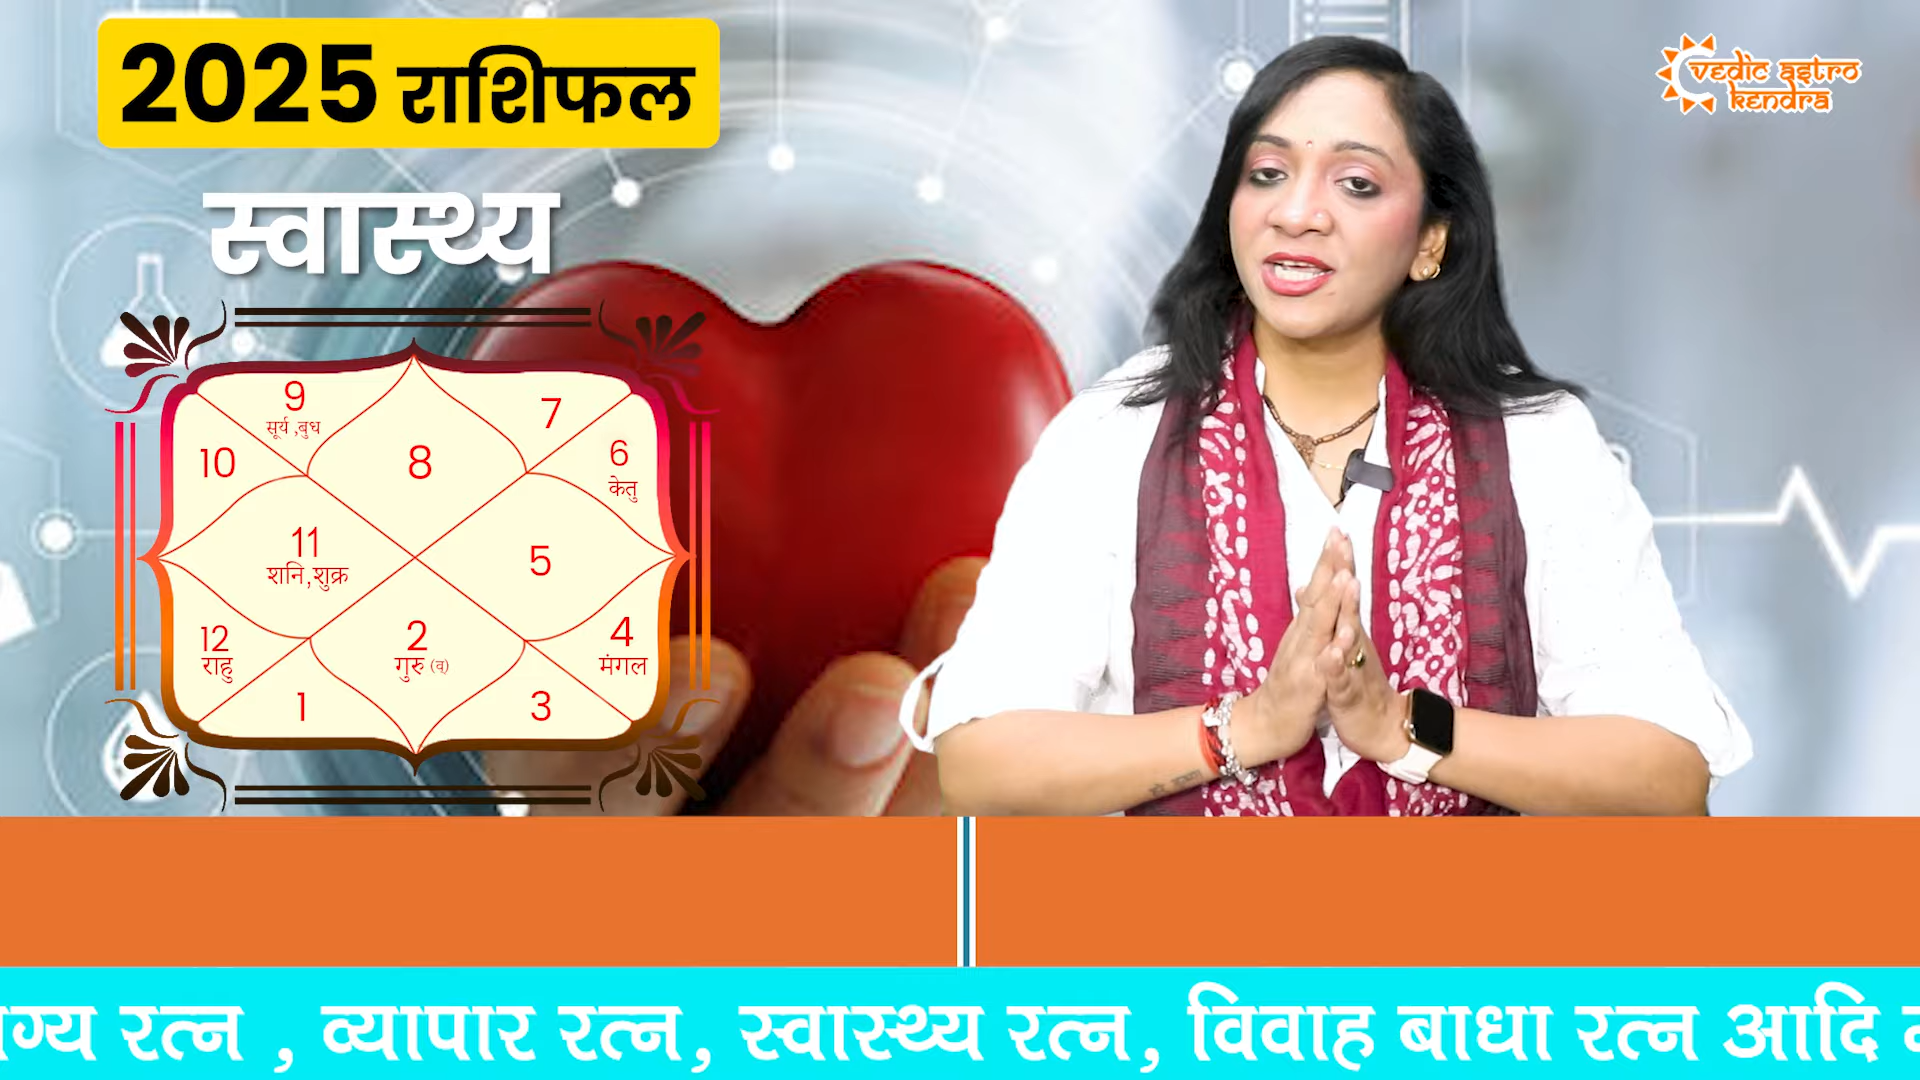 2025 राशिफल
vedic astro
kendra
स्वास्थ्य
9
सूर्य ,बुध
7
10
8
6
केतु
11
शनि,शुक्र
5
12
राहु
2
गुरु (व)
4
मंगल
1
3
रत्न , व्यापार रत्न, स्वास्थ्य रत्न, विवाह बाधा रत्न आदि